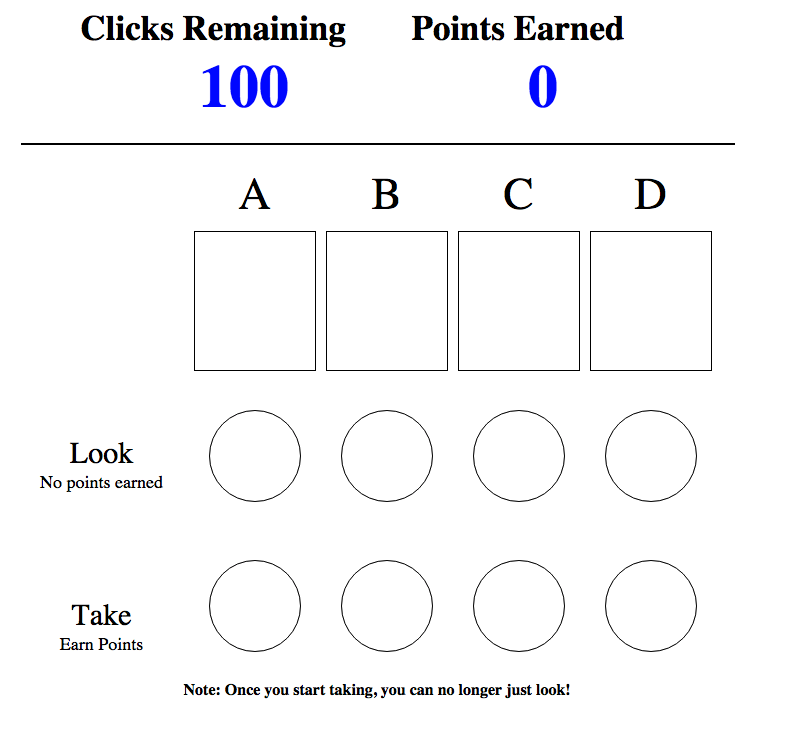 Clicks Remaining Points Earned
100 0
A B C D
Look
No points earned
Take
Earn Points
Note: Once you start taking, you can no longer just look!